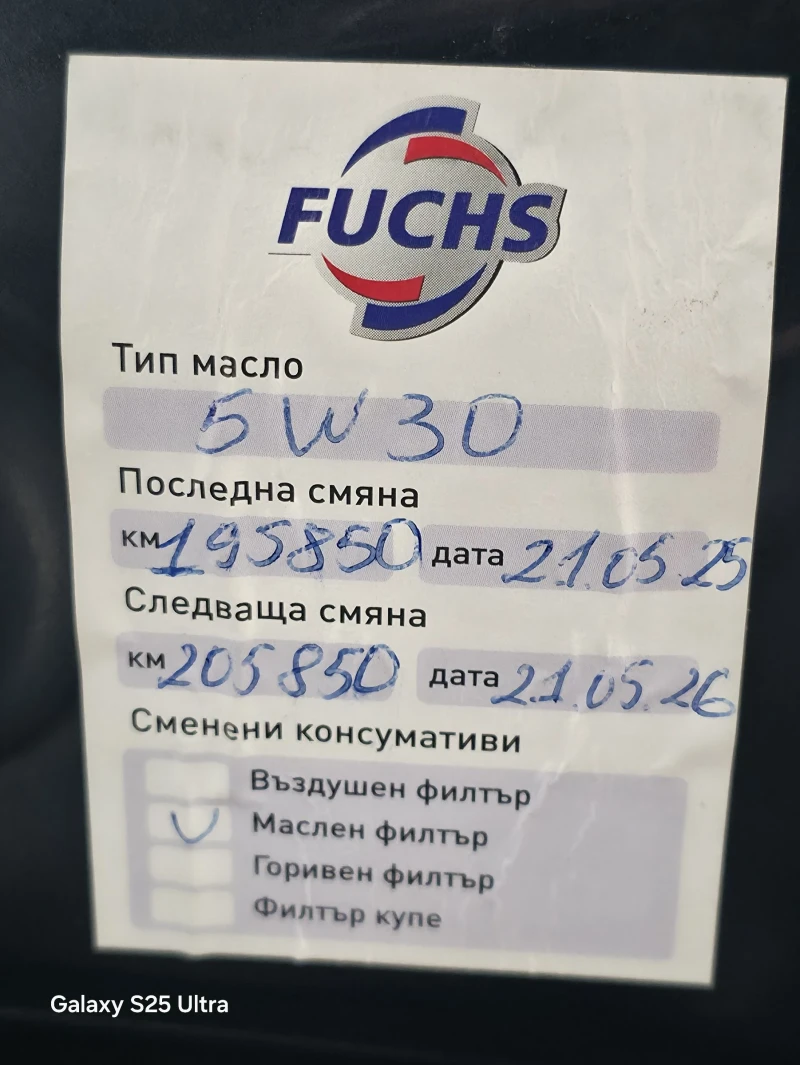 FUCHS
Тип масло
5W30
Последна смяна
км 195850 дата 21.05.25
Следваща смяна
км 205850 дата 21.05.26
Сменени консумативи
Въздушен филтър
Маслен филтър
Горивен филтър
Филтър купе
Galaxy S25 Ultra